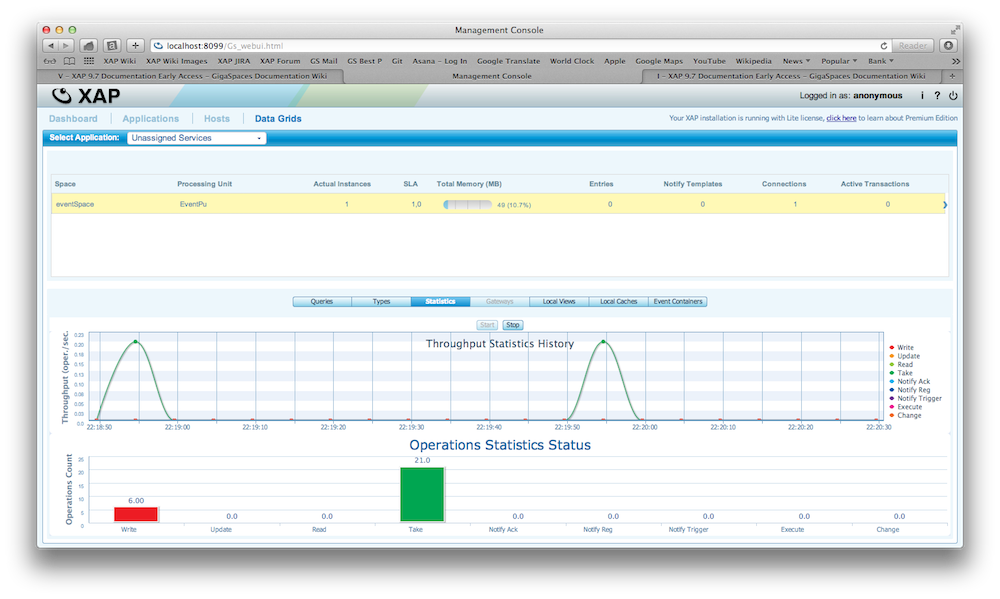 Management Console
localhost:8099/Gs_webui.html
Reader
XAP Wiki XAP Wiki Images XAP JIRA XAP Forum GS Mail GS Best P Git Asana – Log In Google Translate World Clock Apple Google Maps YouTube Wikipedia News Popular Bank
V – XAP 9.7 Documentation Early Access – GigaSpaces Documentation Wiki Management Console I – XAP 9.7 Documentation Early Access – GigaSpaces Documentation Wiki
XAP Logged in as: anonymous i ?
Dashboard Applications Hosts Data Grids Your XAP installation is running with Lite license, click here to learn about Premium Edition
Select Application: Unassigned Services
Space Processing Unit Actual Instances SLA Total Memory (MB) Entries Notify Templates Connections Active Transactions
eventSpace EventPu 1 1,0 49 (10.7%) 0 0 1 0
Queries Types Statistics Gateways Local Views Local Caches Event Containers
Start Stop
Throughput Statistics History
Throughput (oper./sec.
0.23
0.20
0.18
0.15
0.13
0.10
0.08
0.05
0.03
0.0
22:18:50 22:19:00 22:19:10 22:19:20 22:19:30 22:19:40 22:19:50 22:20:00 22:20:10 22:20:20 22:20:30
Write
Update
Read
Take
Notify Ack
Notify Reg
Notify Trigger
Execute
Change
Operations Statistics Status
Operations Count
25
20
15
10
5
0
6.00 0.0 0.0 21.0 0.0 0.0 0.0 0.0 0.0
Write Update Read Take Notify Ack Notify Reg Notify Trigger Execute Change